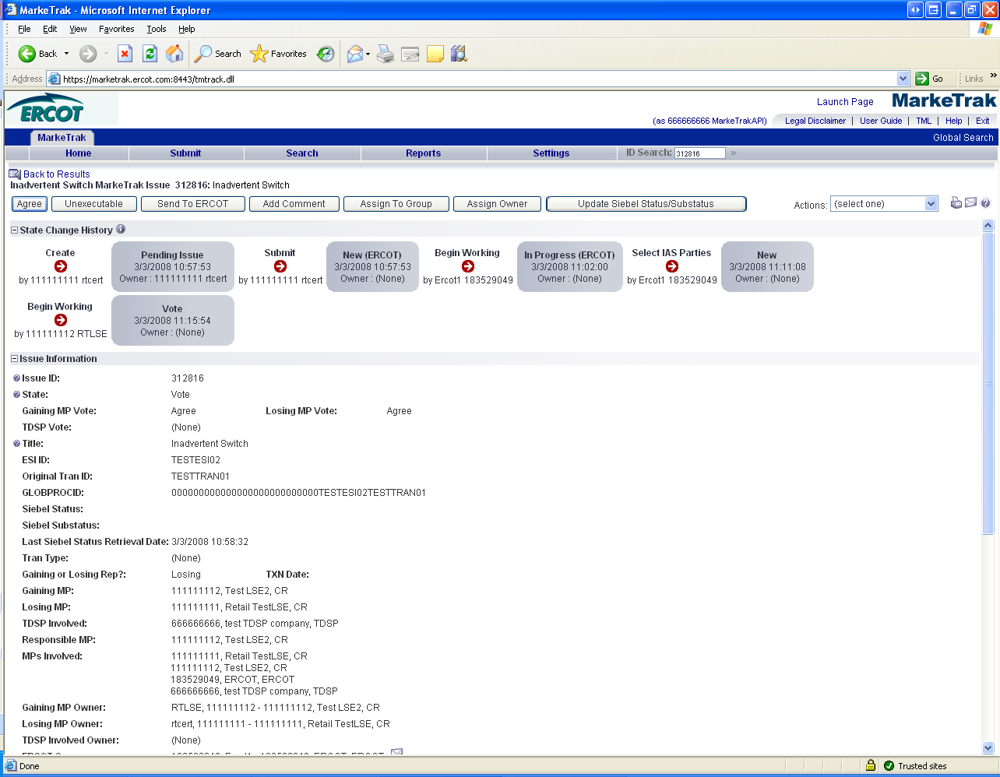 MarkeTrak - Microsoft Internet Explorer
File Edit View Favorites Tools Help
Back Search Favorites
Address https://marketrak.ercot.com:8443/tmtrack.dll Go Links »
ERCOT
Launch Page MarkeTrak
(as 666666666 MarkeTrakAPI) Legal Disclaimer | User Guide | TML | Help | Exit
MarkeTrak Global Search
Home Submit Search Reports Settings ID Search: 312816 »
Back to Results
Inadvertent Switch MarkeTrak Issue 312816: Inadvertent Switch
Agree Unexecutable Send To ERCOT Add Comment Assign To Group Assign Owner Update Siebel Status/Substatus Actions: (select one)
State Change History
Create
by 111111111 rtcert
Pending Issue
3/3/2008 10:57:53
Owner : 111111111 rtcert
Submit
by 111111111 rtcert
New (ERCOT)
3/3/2008 10:57:53
Owner : (None)
Begin Working
by Ercot1 183529049
In Progress (ERCOT)
3/3/2008 11:02:00
Owner : (None)
Select IAS Parties
by Ercot1 183529049
New
3/3/2008 11:11:08
Owner : (None)
Begin Working
by 111111112 RTLSE
Vote
3/3/2008 11:15:54
Owner : (None)
Issue Information
Issue ID: 312816
State: Vote
Gaining MP Vote: Agree Losing MP Vote: Agree
TDSP Vote: (None)
Title: Inadvertent Switch
ESI ID: TESTESI02
Original Tran ID: TESTTRAN01
GLOBPROCID: 000000000000000000000000000TESTESI02TESTTRAN01
Siebel Status:
Siebel Substatus:
Last Siebel Status Retrieval Date: 3/3/2008 10:58:32
Tran Type: (None)
Gaining or Losing Rep?: Losing TXN Date:
Gaining MP: 111111112, Test LSE2, CR
Losing MP: 111111111, Retail TestLSE, CR
TDSP Involved: 666666666, test TDSP company, TDSP
Responsible MP: 111111112, Test LSE2, CR
MPs Involved: 111111111, Retail TestLSE, CR
111111112, Test LSE2, CR
183529049, ERCOT, ERCOT
666666666, test TDSP company, TDSP
Gaining MP Owner: RTLSE, 111111112 - 111111112, Test LSE2, CR
Losing MP Owner: rtcert, 111111111 - 111111111, Retail TestLSE, CR
TDSP Involved Owner: (None)
Done Trusted sites